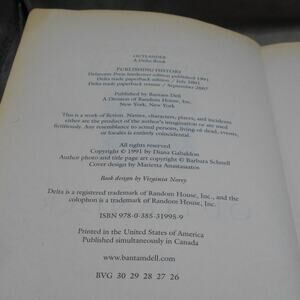 OUTLANDER
A Delta Book
PUBLISHING HISTORY
Delacorte Press hardcover edition published 1991
Delta trade paperback edition / July 2001
Delta trade paperback reissue / September 2007
Published by Bantam Dell
A Division of Random House, Inc.
New York, New York
This is a work of fiction. Names, characters, places, and incidents
either are the product of the author's imagination or are used
fictitiously. Any resemblance to actual persons, living or dead, events,
or locales is entirely coincidental.
All rights reserved
Copyright © 1991 by Diana Gabaldon
Author photo and title page art copyright © Barbara Schnell
Cover design by Marietta Anastassatos
Book design by Virginia Norey
Delta is a registered trademark of Random House, Inc., and the
colophon is a trademark of Random House, Inc.
ISBN 978-0-385-31995-9
Printed in the United States of America
Published simultaneously in Canada
www.bantamdell.com
BVG 30 29 28 27 26